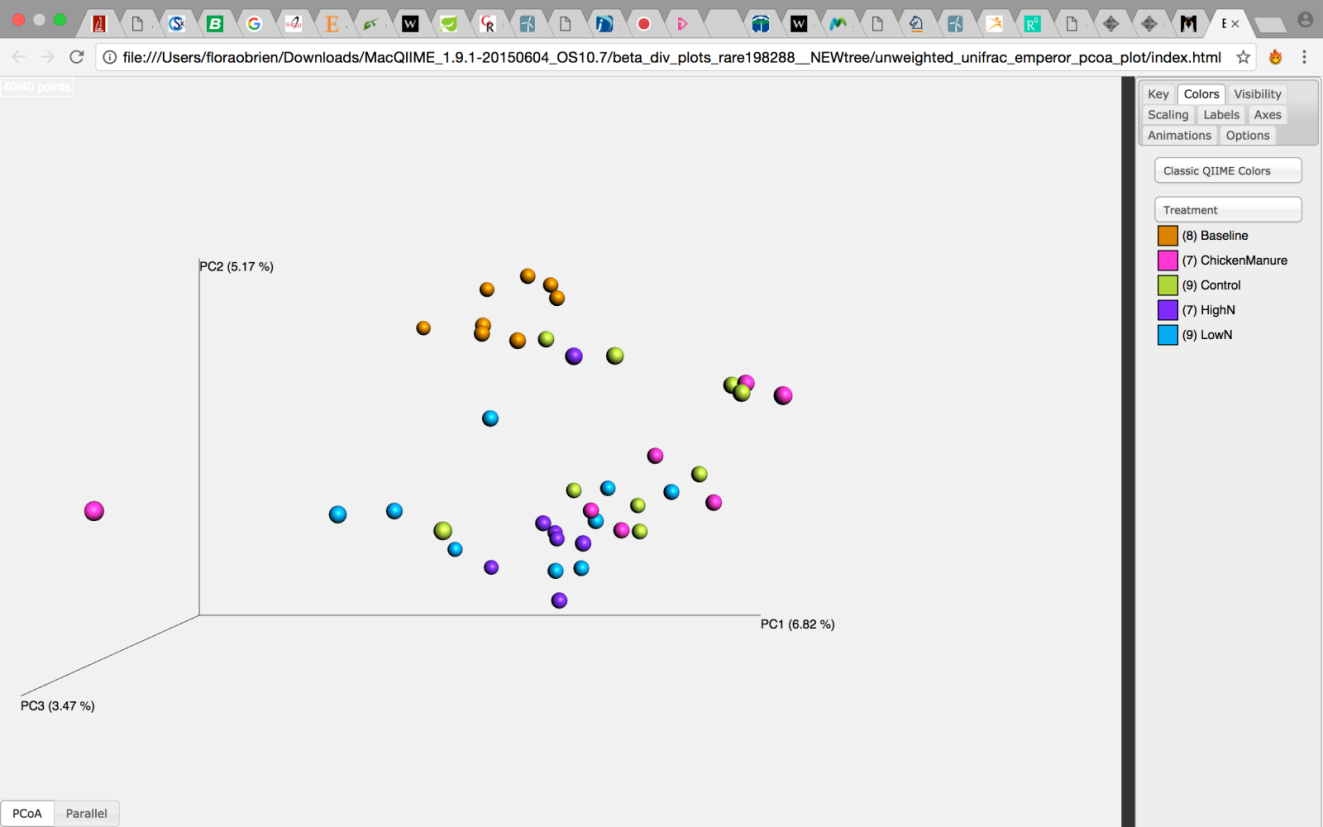 file:///Users/floraobrien/Downloads/MacQIIME_1.9.1-20150604_OS10.7/beta_div_plots_rare198288__NEWtree/unweighted_unifrac_emperor_pcoa_plot/index.html
40/40 points
Key Colors Visibility
Scaling Labels Axes
Animations Options
Classic QIIME Colors
Treatment
(8) Baseline
(7) ChickenManure
(9) Control
(7) HighN
(9) LowN
PC2 (5.17 %)
PC1 (6.82 %)
PC3 (3.47 %)
PCoA Parallel